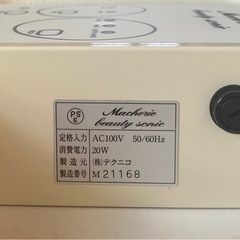 PS
E
Macherie
beauty sonic
定格入力 AC100V 50/60Hz
消費電力 20W
製造元 (株)テクニコ
製造番号 M21168